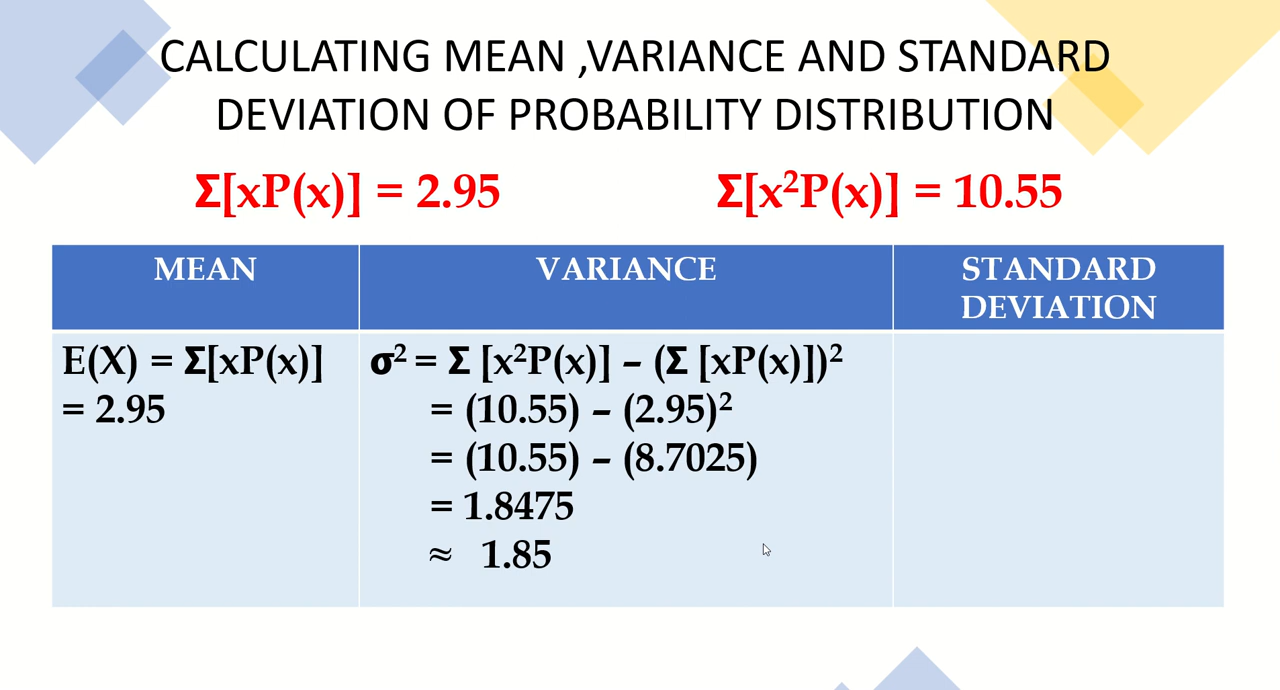 CALCULATING MEAN ,VARIANCE AND STANDARD
DEVIATION OF PROBABILITY DISTRIBUTION
Σ[xP(x)] = 2.95
Σ[x²P(x)] = 10.55
MEAN
VARIANCE
STANDARD
DEVIATION
E(X) = Σ[xP(x)]
= 2.95
σ² = Σ [x²P(x)] – (Σ [xP(x)])²
= (10.55) – (2.95)²
= (10.55) – (8.7025)
= 1.8475
≈ 1.85